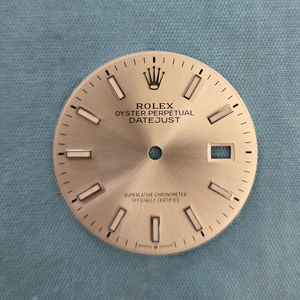 ROLEX
OYSTER PERPETUAL
DATEJUST
SUPERLATIVE CHRONOMETER
OFFICIALLY CERTIFIED